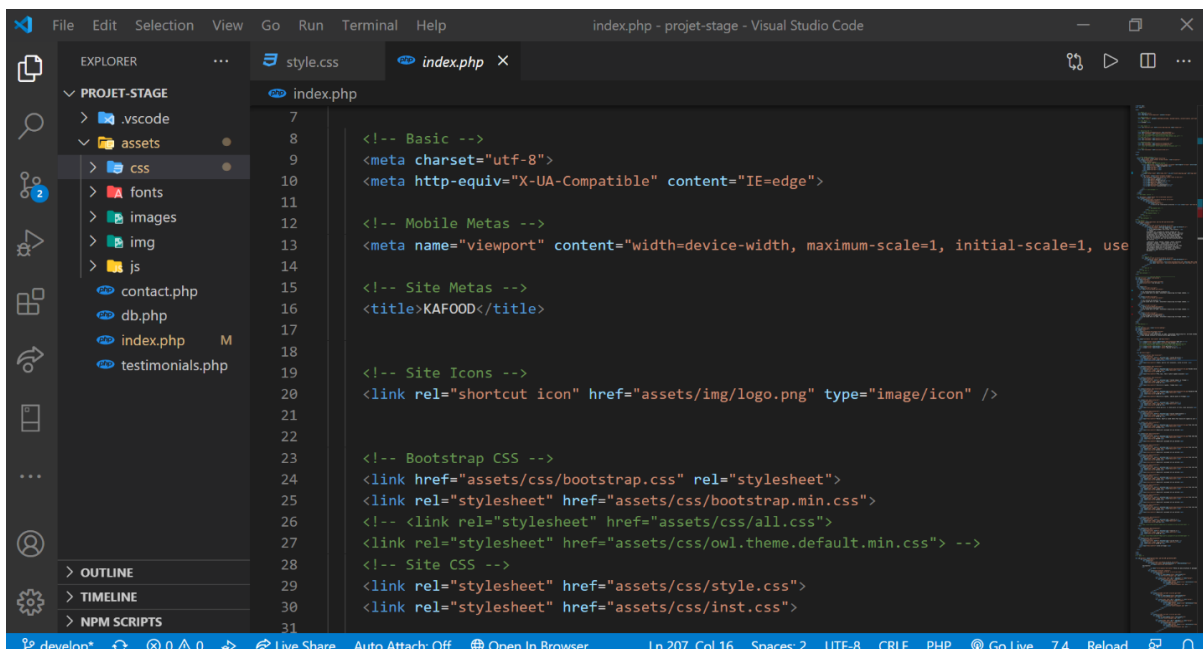 File Edit Selection View Go Run Terminal Help index.php - projet-stage - Visual Studio Code
EXPLORER
PROJET-STAGE
.vscode
assets
css
fonts
images
img
js
contact.php
db.php
index.php M
testimonials.php
OUTLINE
TIMELINE
NPM SCRIPTS
2
style.css index.php
index.php
7
8 <!-- Basic -->
9 <meta charset="utf-8">
10 <meta http-equiv="X-UA-Compatible" content="IE=edge">
11
12 <!-- Mobile Metas -->
13 <meta name="viewport" content="width=device-width, maximum-scale=1, initial-scale=1, use
14
15 <!-- Site Metas -->
16 <title>KAFOOD</title>
17
18
19 <!-- Site Icons -->
20 <link rel="shortcut icon" href="assets/img/logo.png" type="image/icon" />
21
22
23 <!-- Bootstrap CSS -->
24 <link href="assets/css/bootstrap.css" rel="stylesheet">
25 <link rel="stylesheet" href="assets/css/bootstrap.min.css">
26 <!-- <link rel="stylesheet" href="assets/css/all.css">
27 <link rel="stylesheet" href="assets/css/owl.theme.default.min.css"> -->
28 <!-- Site CSS -->
29 <link rel="stylesheet" href="assets/css/style.css">
30 <link rel="stylesheet" href="assets/css/inst.css">
31
develop* 0 0 Live Share Auto Attach: Off Open In Browser Ln 207, Col 16 Spaces: 2 UTF-8 CRLF PHP Go Live 7.4 Reload